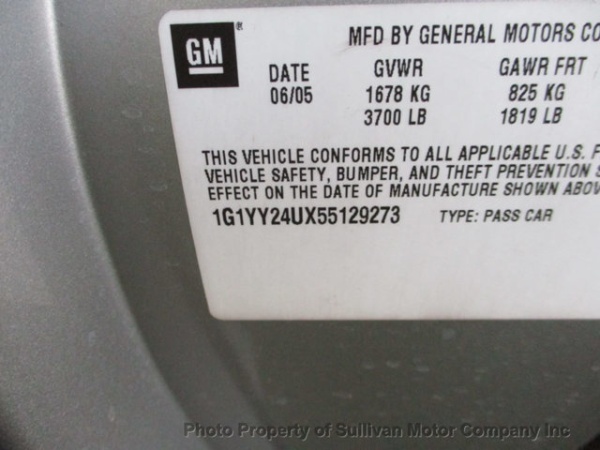 GM
®
MFD BY GENERAL MOTORS CO
DATE GVWR GAWR FRT
06/05 1678 KG 825 KG
3700 LB 1819 LB
THIS VEHICLE CONFORMS TO ALL APPLICABLE U.S. F
VEHICLE SAFETY, BUMPER, AND THEFT PREVENTION S
EFFECT ON THE DATE OF MANUFACTURE SHOWN ABOV
1G1YY24UX55129273 TYPE: PASS CAR
Photo Property of Sullivan Motor Company Inc